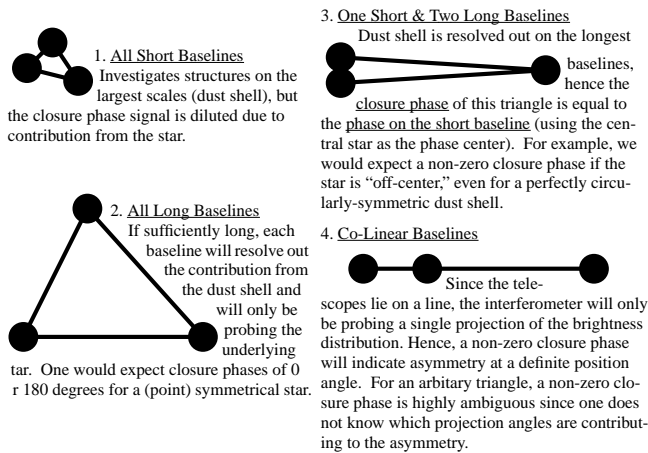 1. All Short Baselines
Investigates structures on the
largest scales (dust shell), but
the closure phase signal is diluted due to
contribution from the star.
2. All Long Baselines
If sufficiently long, each
baseline will resolve out
the contribution from
the dust shell and
will only be
probing the
underlying
tar. One would expect closure phases of 0
r 180 degrees for a (point) symmetrical star.
3. One Short & Two Long Baselines
Dust shell is resolved out on the longest
baselines,
hence the
closure phase of this triangle is equal to
the phase on the short baseline (using the cen-
tral star as the phase center). For example, we
would expect a non-zero closure phase if the
star is “off-center,” even for a perfectly circu-
larly-symmetric dust shell.
4. Co-Linear Baselines
Since the tele-
scopes lie on a line, the interferometer will only
be probing a single projection of the brightness
distribution. Hence, a non-zero closure phase
will indicate asymmetry at a definite position
angle. For an arbitary triangle, a non-zero clo-
sure phase is highly ambiguous since one does
not know which projection angles are contribut-
ing to the asymmetry.